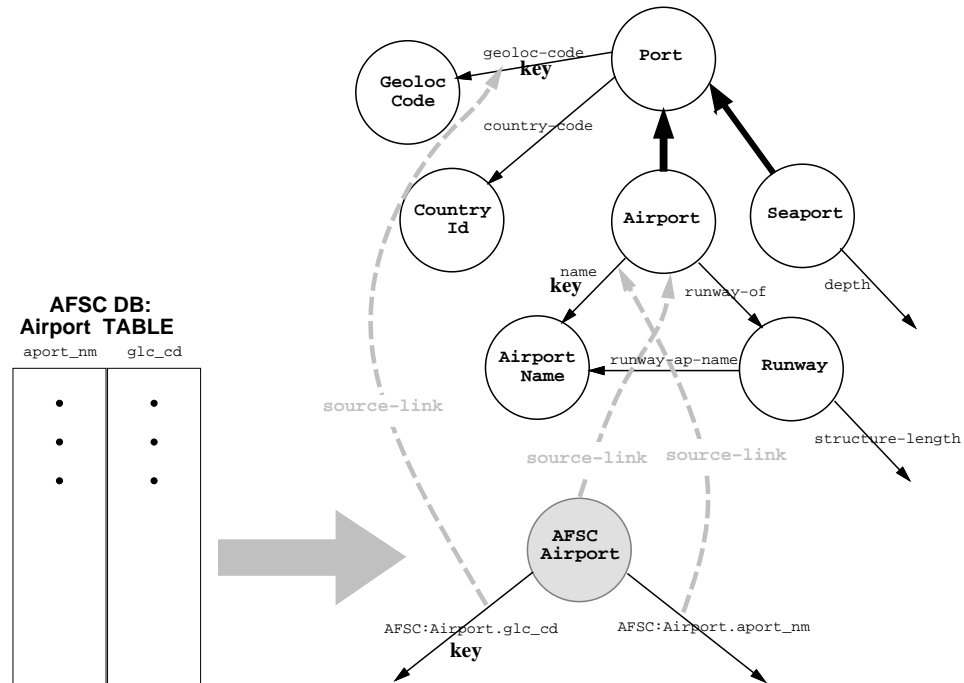 geoloc-code
key
Port
Geoloc
Code
country-code
Country
Id
Airport
Seaport
name
key
runway-of
depth
AFSC DB:
Airport TABLE
aport_nm glc_cd
Airport
Name
runway-ap-name
Runway
source-link
structure-length
source-link source-link
AFSC
Airport
AFSC:Airport.glc_cd
key
AFSC:Airport.aport_nm